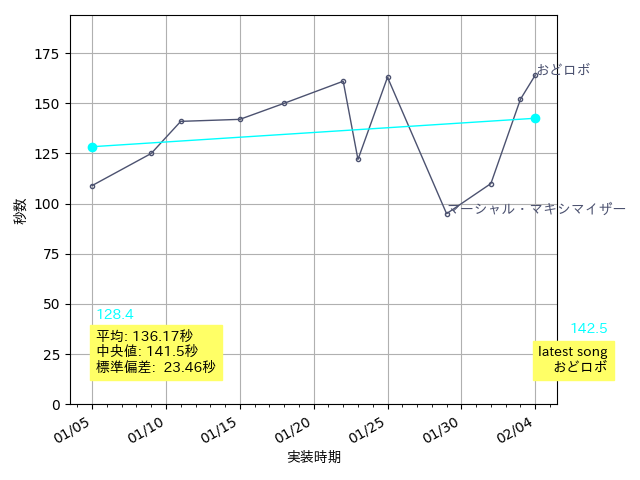 175
150
125
100
75
50
25
0
秒数
おどロボ
マーシャル・マキシマイザー
128.4
平均: 136.17秒
中央値: 141.5秒
標準偏差: 23.46秒
142.5
latest song
おどロボ
01/05
01/10
01/15
01/20
01/25
01/30
02/04
実装時期